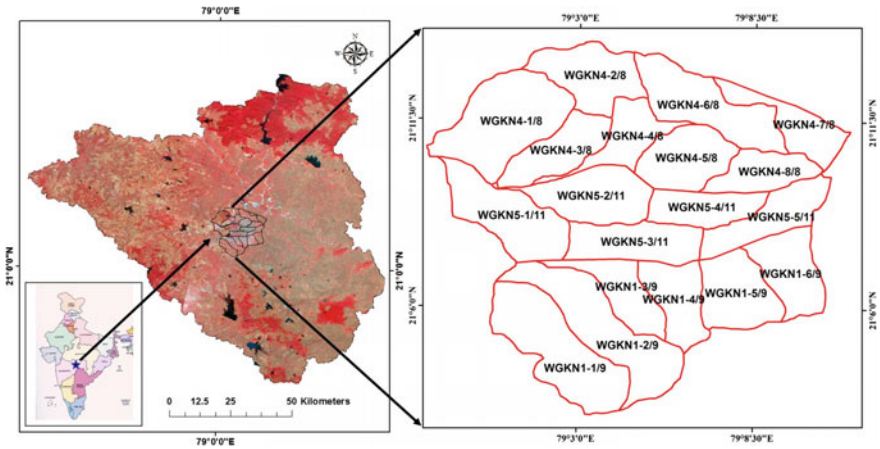 79°0'0"E
N
W E
S
21°0'0"N
21°0'0"N
0 12.5 25 50 Kilometers
79°0'0"E
79°3'0"E 79°8'30"E
21°11'30"N
21°11'30"N
WGKN4-2/8
WGKN4-6/8
WGKN4-1/8
WGKN4-7/8
WGKN4-4/8
WGKN4-3/8
WGKN4-5/8
WGKN4-8/8
WGKN5-2/11
WGKN5-4/11
WGKN5-1/11
WGKN5-5/11
WGKN5-3/11
WGKN1-6/9
WGKN1-3/9
WGKN1-4/9
WGKN1-5/9
WGKN1-2/9
WGKN1-1/9
21°6'0"N
21°6'0"N
79°3'0"E 79°8'30"E